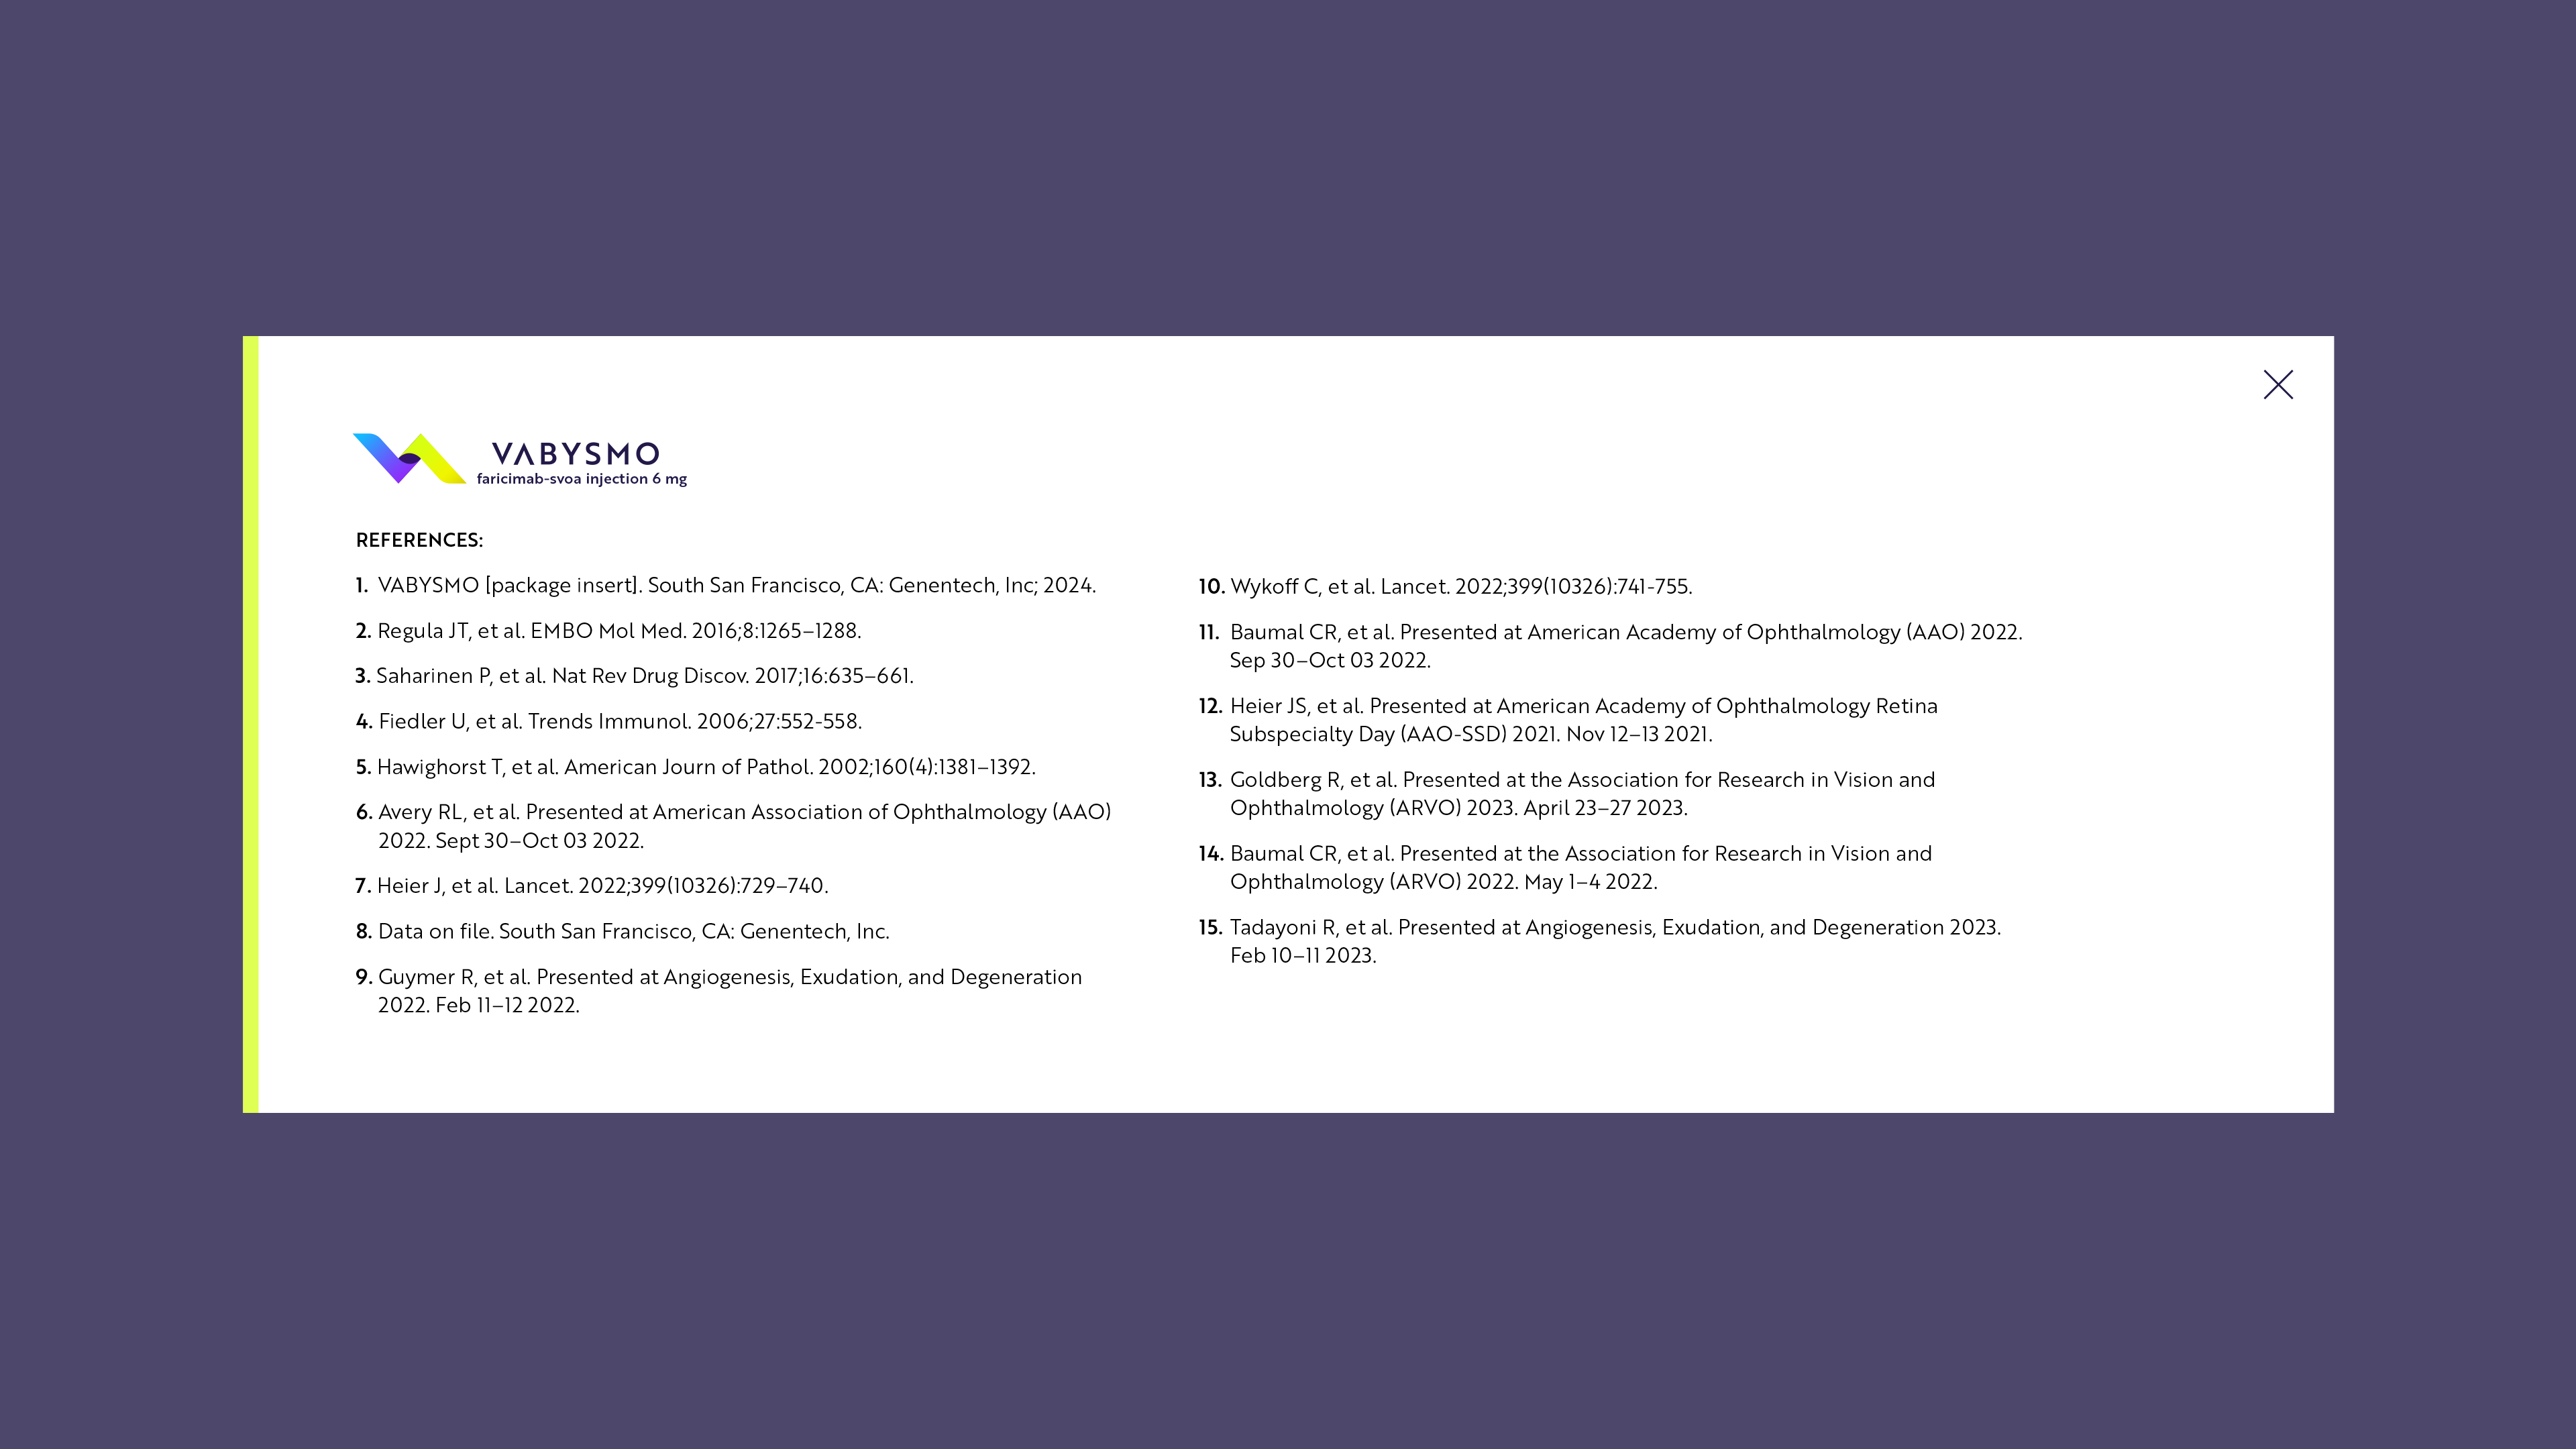 VABYSMO
faricimab-svoa injection 6 mg
REFERENCES:
1. VABYSMO [package insert]. South San Francisco, CA: Genentech, Inc; 2024.
2. Regula JT, et al. EMBO Mol Med. 2016;8:1265–1288.
3. Saharinen P, et al. Nat Rev Drug Discov. 2017;16:635–661.
4. Fiedler U, et al. Trends Immunol. 2006;27:552-558.
5. Hawighorst T, et al. American Journ of Pathol. 2002;160(4):1381–1392.
6. Avery RL, et al. Presented at American Association of Ophthalmology (AAO)
2022. Sept 30–Oct 03 2022.
7. Heier J, et al. Lancet. 2022;399(10326):729–740.
8. Data on file. South San Francisco, CA: Genentech, Inc.
9. Guymer R, et al. Presented at Angiogenesis, Exudation, and Degeneration
2022. Feb 11–12 2022.
10. Wykoff C, et al. Lancet. 2022;399(10326):741-755.
11. Baumal CR, et al. Presented at American Academy of Ophthalmology (AAO) 2022.
Sep 30–Oct 03 2022.
12. Heier JS, et al. Presented at American Academy of Ophthalmology Retina
Subspecialty Day (AAO-SSD) 2021. Nov 12–13 2021.
13. Goldberg R, et al. Presented at the Association for Research in Vision and
Ophthalmology (ARVO) 2023. April 23–27 2023.
14. Baumal CR, et al. Presented at the Association for Research in Vision and
Ophthalmology (ARVO) 2022. May 1–4 2022.
15. Tadayoni R, et al. Presented at Angiogenesis, Exudation, and Degeneration 2023.
Feb 10–11 2023.